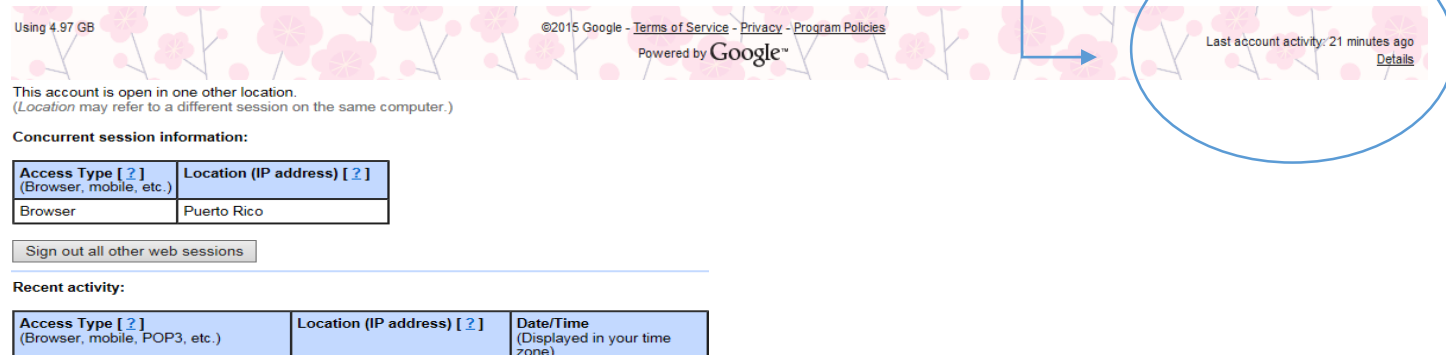 Using 4.97 GB
©2015 Google - Terms of Service - Privacy - Program Policies
Powered by Google™
Last account activity: 21 minutes ago
Details
This account is open in one other location.
(Location may refer to a different session on the same computer.)
Concurrent session information:
Access Type [ ? ]
(Browser, mobile, etc.)
Location (IP address) [ ? ]
Browser
Puerto Rico
Sign out all other web sessions
Recent activity:
Access Type [ ? ]
(Browser, mobile, POP3, etc.)
Location (IP address) [ ? ]
Date/Time
(Displayed in your time
zone)